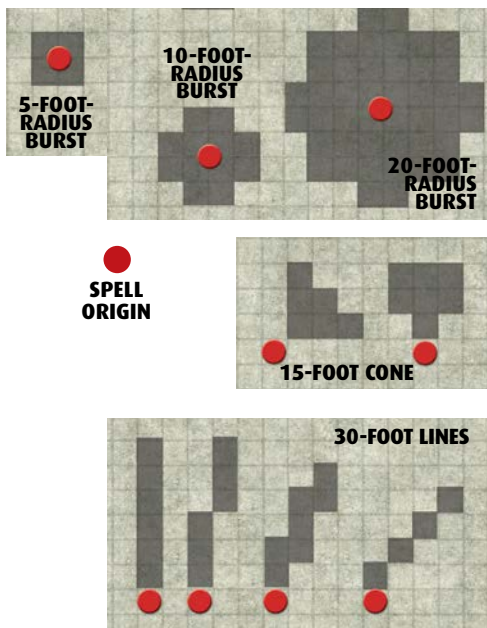 5-FOOT-
RADIUS
BURST
10-FOOT-
RADIUS
BURST
20-FOOT-
RADIUS
BURST
SPELL
ORIGIN
15-FOOT CONE
30-FOOT LINES